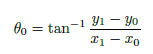 θ₀ = tan⁻¹ (y₁ − y₀)/(x₁ − x₀)